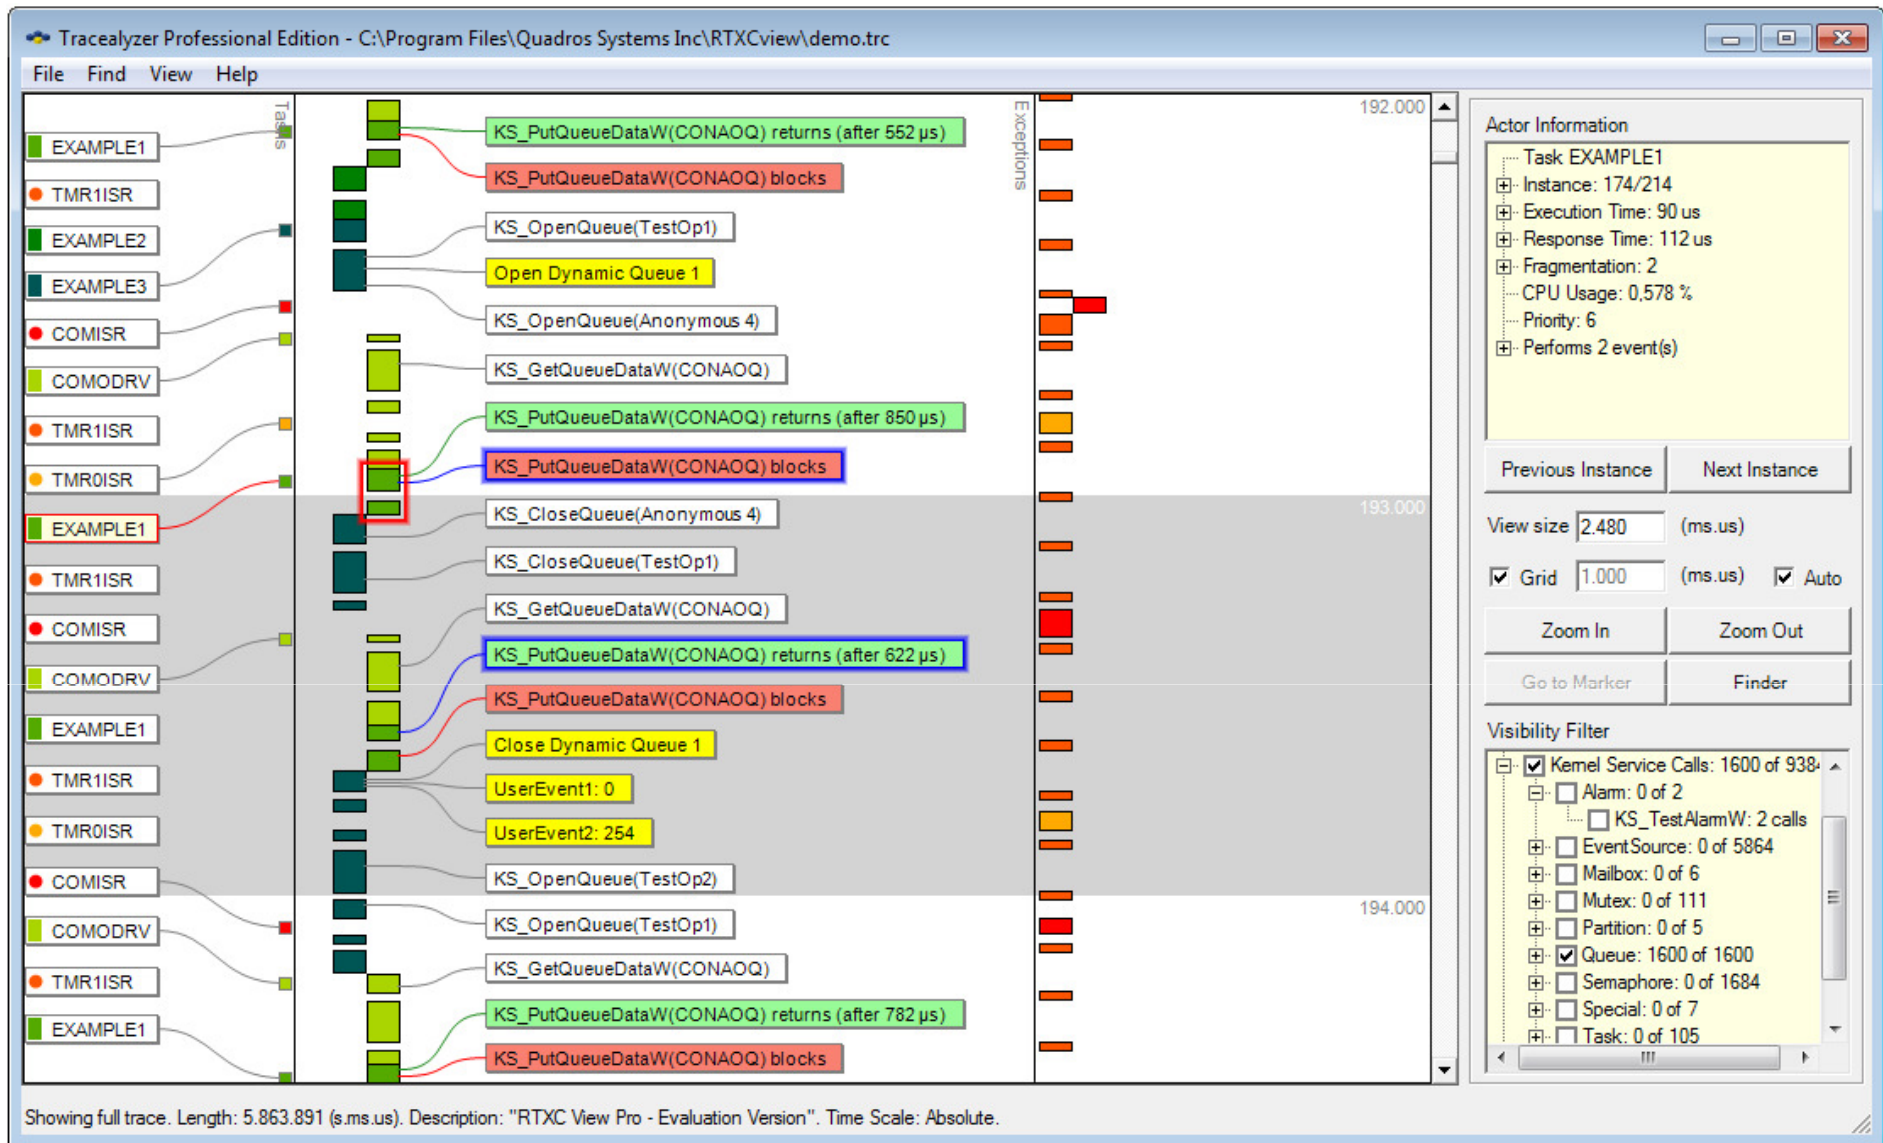 Tracealyzer Professional Edition - C:\Program Files\Quadros Systems Inc\RTXCview\demo.trc
File Find View Help
EXAMPLE1
TMR1ISR
EXAMPLE2
EXAMPLE3
COMISR
COMODRV
TMR1ISR
TMR0ISR
EXAMPLE1
TMR1ISR
COMISR
COMODRV
EXAMPLE1
TMR1ISR
TMR0ISR
COMISR
COMODRV
TMR1ISR
EXAMPLE1
Tasks
KS_PutQueueDataW(CONAOQ) returns (after 552 µs)
KS_PutQueueDataW(CONAOQ) blocks
KS_OpenQueue(TestOp1)
Open Dynamic Queue 1
KS_OpenQueue(Anonymous 4)
KS_GetQueueDataW(CONAOQ)
KS_PutQueueDataW(CONAOQ) returns (after 850 µs)
KS_PutQueueDataW(CONAOQ) blocks
KS_CloseQueue(Anonymous 4)
KS_CloseQueue(TestOp1)
KS_GetQueueDataW(CONAOQ)
KS_PutQueueDataW(CONAOQ) returns (after 622 µs)
KS_PutQueueDataW(CONAOQ) blocks
Close Dynamic Queue 1
UserEvent1: 0
UserEvent2: 254
KS_OpenQueue(TestOp2)
KS_OpenQueue(TestOp1)
KS_GetQueueDataW(CONAOQ)
KS_PutQueueDataW(CONAOQ) returns (after 782 µs)
KS_PutQueueDataW(CONAOQ) blocks
Exceptions
192.000
193.000
194.000
Actor Information
Task EXAMPLE1
Instance: 174/214
Execution Time: 90 us
Response Time: 112 us
Fragmentation: 2
CPU Usage: 0,578 %
Priority: 6
Performs 2 event(s)
Previous Instance Next Instance
View size 2.480 (ms.us)
Grid 1.000 (ms.us) Auto
Zoom In Zoom Out
Go to Marker Finder
Visibility Filter
Kernel Service Calls: 1600 of 9384
Alarm: 0 of 2
KS_TestAlarmW: 2 calls
EventSource: 0 of 5864
Mailbox: 0 of 6
Mutex: 0 of 111
Partition: 0 of 5
Queue: 1600 of 1600
Semaphore: 0 of 1684
Special: 0 of 7
Task: 0 of 105
Showing full trace. Length: 5.863.891 (s.ms.us). Description: "RTXC View Pro - Evaluation Version". Time Scale: Absolute.